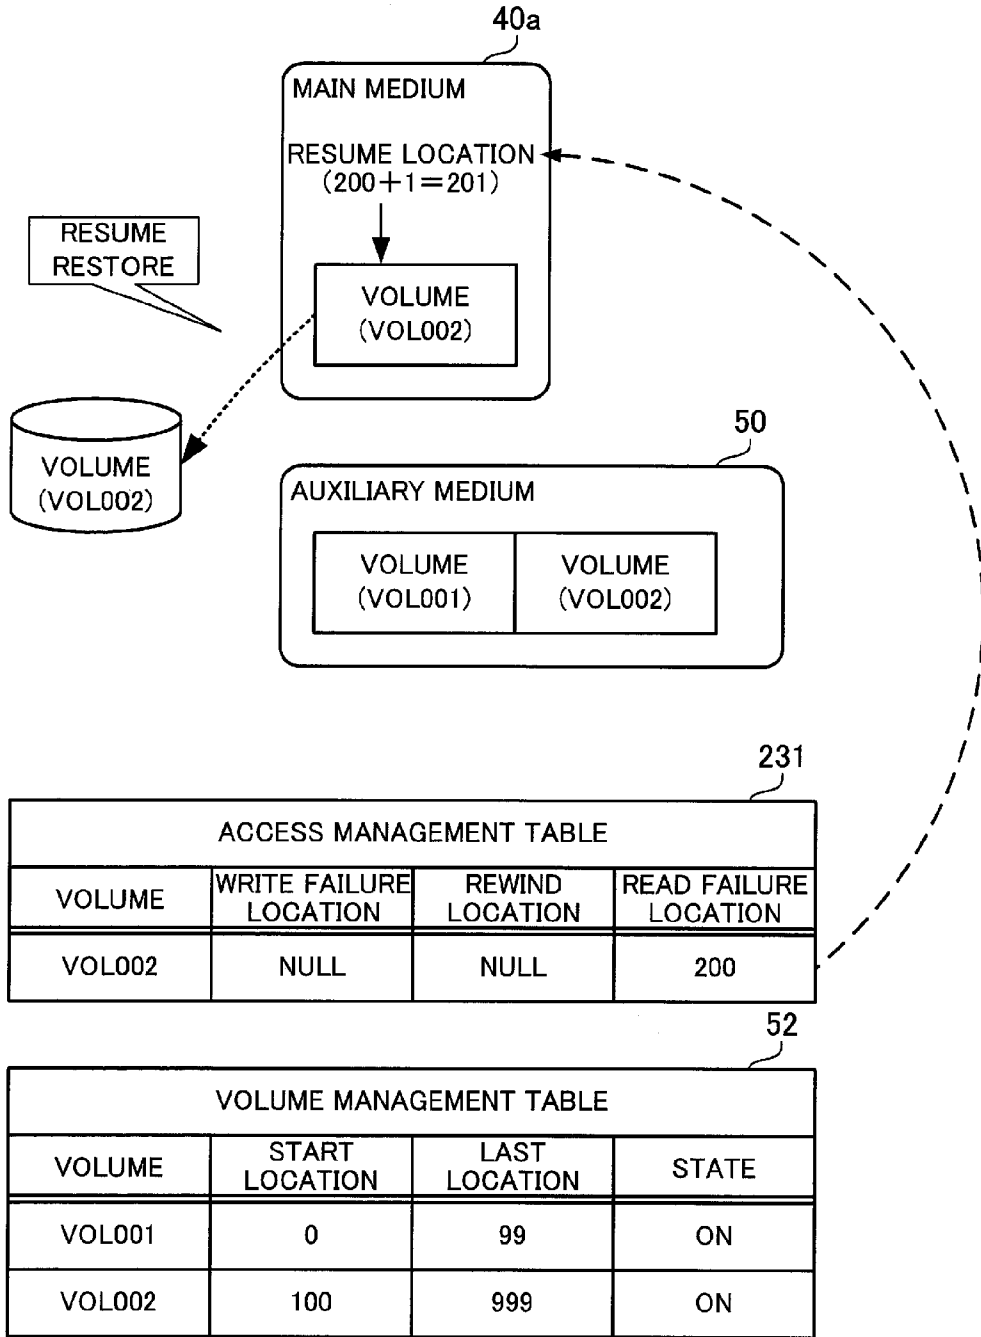 40a
MAIN MEDIUM
RESUME LOCATION
(200+1=201)
RESUME
RESTORE
VOLUME
(VOL002)
VOLUME
(VOL002)
50
AUXILIARY MEDIUM
VOLUME
(VOL001)
VOLUME
(VOL002)
231
ACCESS MANAGEMENT TABLE
VOLUME
WRITE FAILURE
LOCATION
REWIND
LOCATION
READ FAILURE
LOCATION
VOL002
NULL
NULL
200
52
VOLUME MANAGEMENT TABLE
VOLUME
START
LOCATION
LAST
LOCATION
STATE
VOL001
0
99
ON
VOL002
100
999
ON